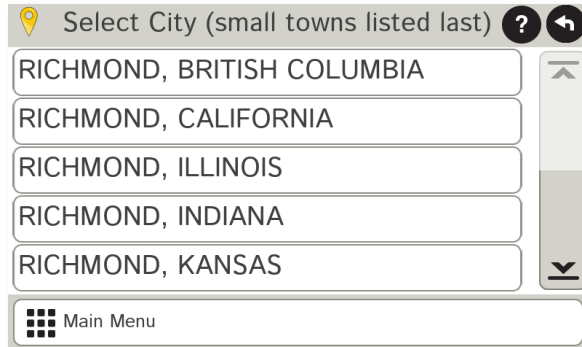 Select City (small towns listed last) ?
RICHMOND, BRITISH COLUMBIA
RICHMOND, CALIFORNIA
RICHMOND, ILLINOIS
RICHMOND, INDIANA
RICHMOND, KANSAS
Main Menu